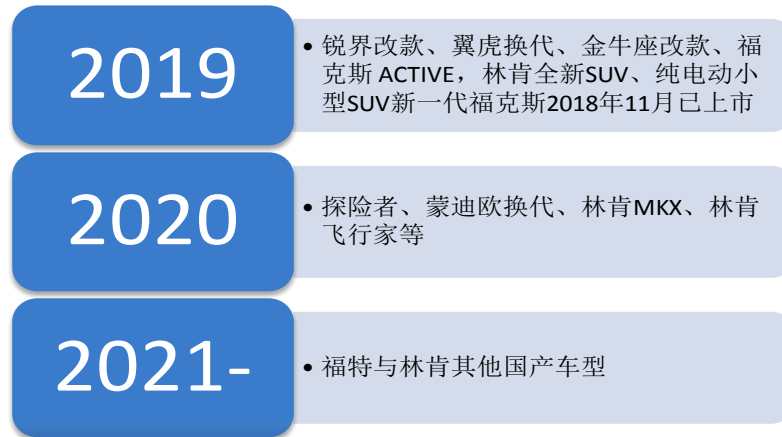 2019
• 锐界改款、翼虎换代、金牛座改款、福
克斯 ACTIVE，林肯全新SUV、纯电动小
型SUV新一代福克斯2018年11月已上市
2020
• 探险者、蒙迪欧换代、林肯MKX、林肯
飞行家等
2021-
• 福特与林肯其他国产车型